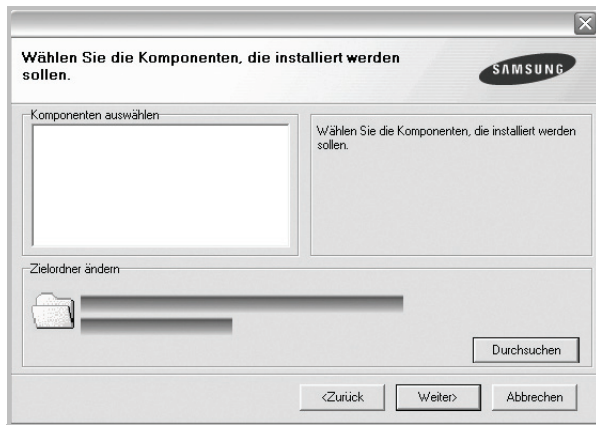 Wählen Sie die Komponenten, die installiert werden
sollen.
SAMSUNG
Komponenten auswählen
Wählen Sie die Komponenten, die installiert werden
sollen.
Zielordner ändern
Durchsuchen
<Zurück
Weiter>
Abbrechen